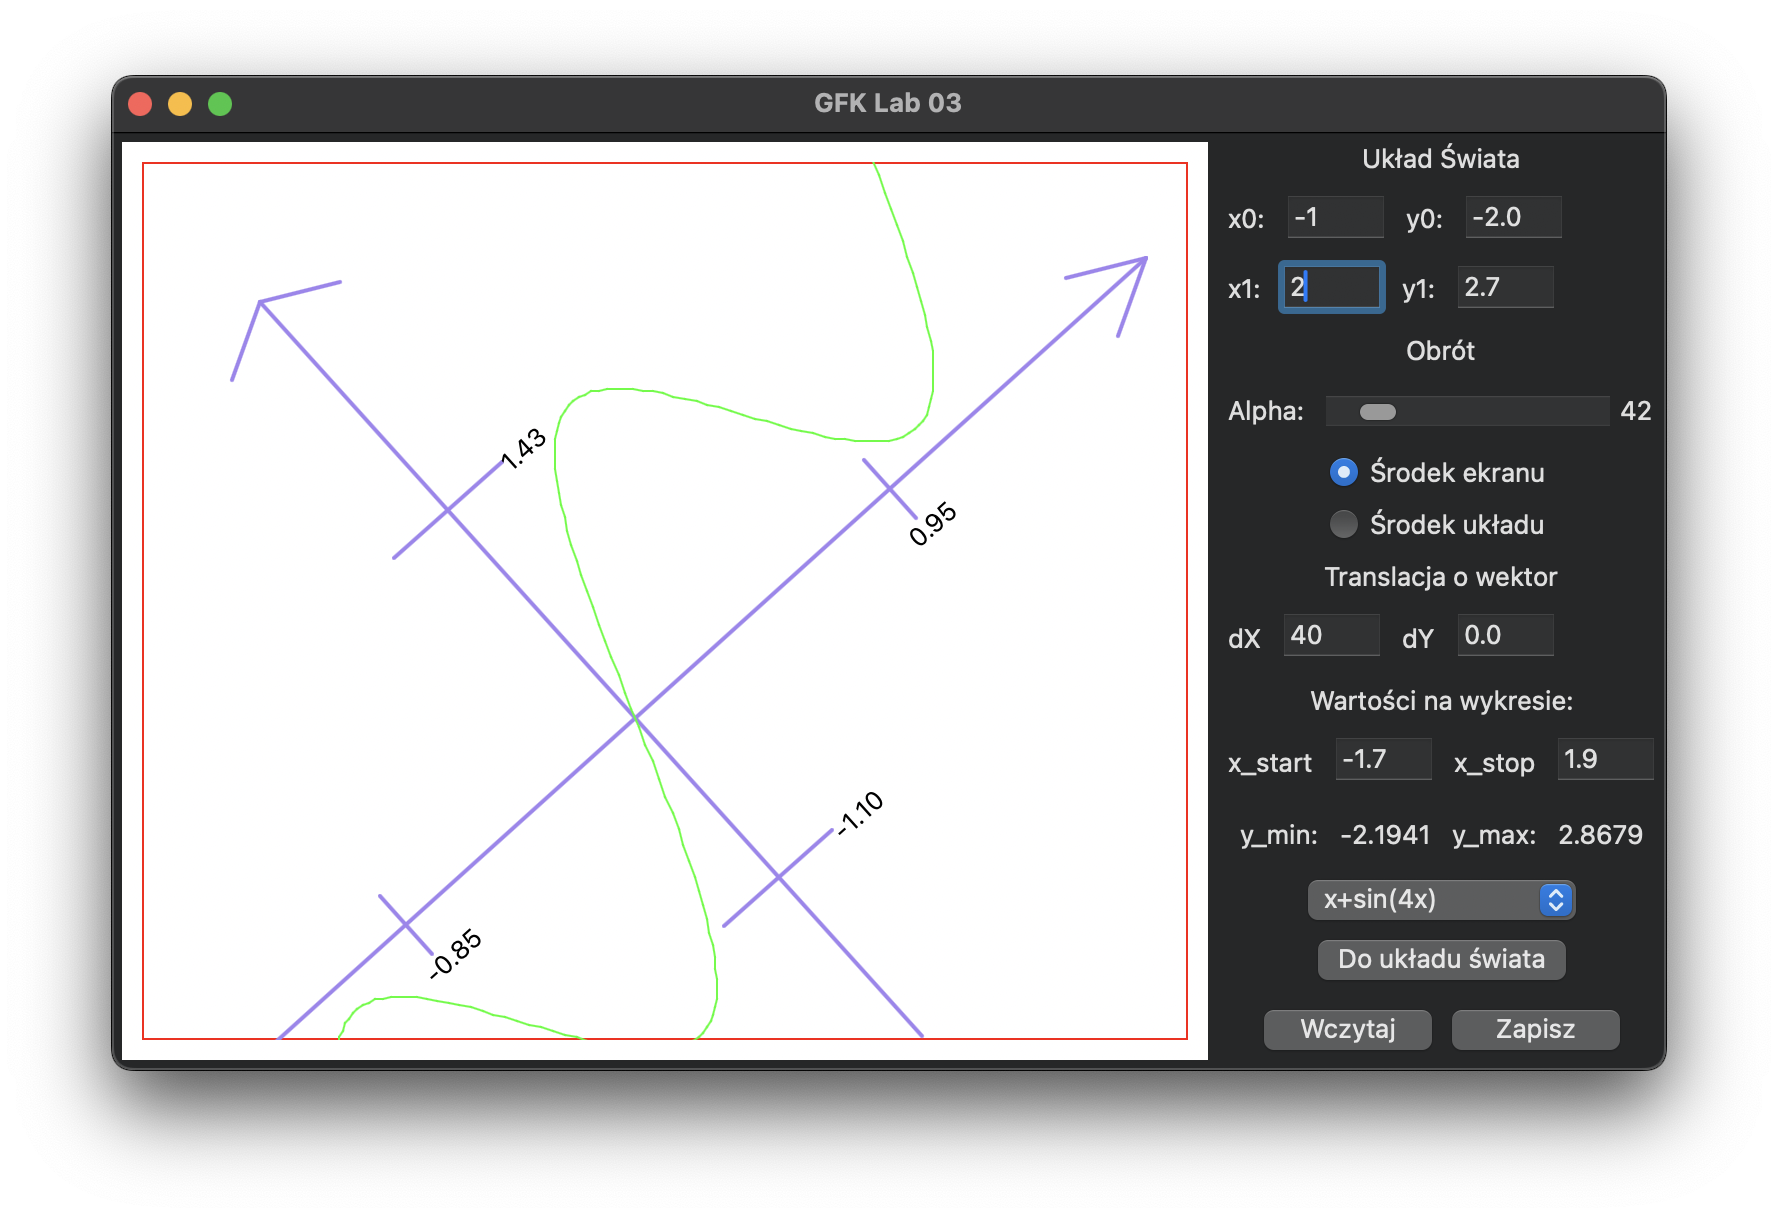 GFK Lab 03
Układ Świata
x0: -1 y0: -2.0
x1: 2 y1: 2.7
Obrót
Alpha: 42
Środek ekranu
Środek układu
Translacja o wektor
dX 40 dY 0.0
Wartości na wykresie:
x_start -1.7 x_stop 1.9
y_min: -2.1941 y_max: 2.8679
x+sin(4x)
Do układu świata
Wczytaj Zapisz
1.43
0.95
-1.10
-0.85